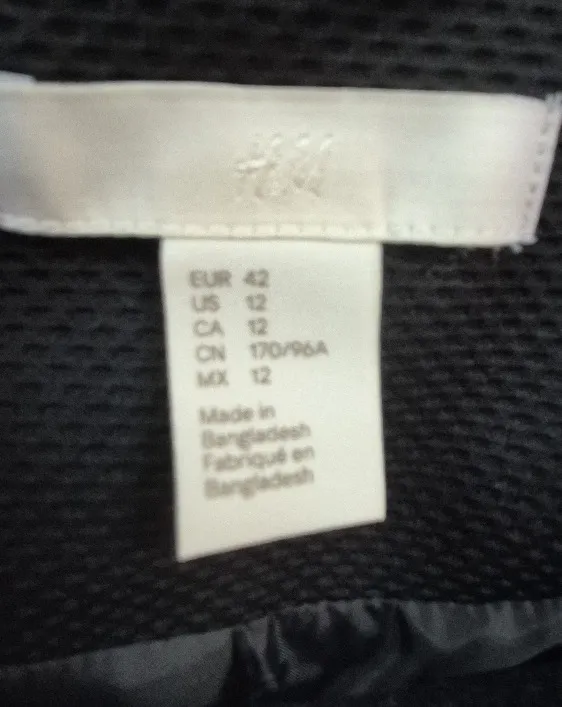 H&M
EUR 42
US 12
CA 12
CN 170/96A
MX 12
Made in
Bangladesh
Fabriqué en
Bangladesh